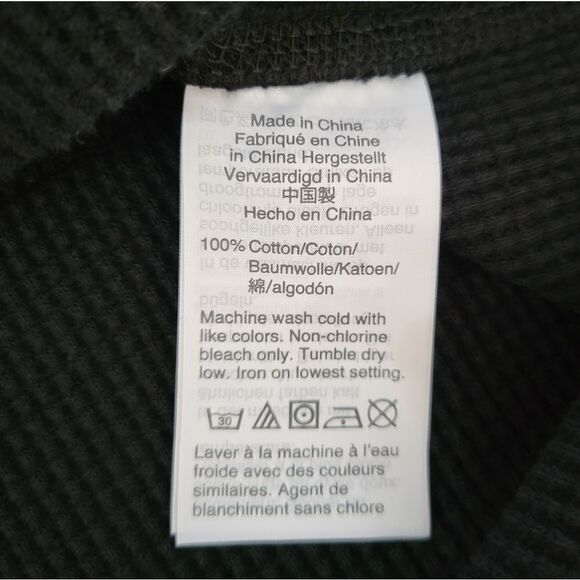 Made in China
Fabriqué en Chine
in China Hergestellt
Vervaardigd in China
中国製
Hecho en China
100% Cotton/Coton/
Baumwolle/Katoen/
綿/algodón
Machine wash cold with
like colors. Non-chlorine
bleach only. Tumble dry
low. Iron on lowest setting.
30
Laver à la machine à l'eau
froide avec des couleurs
similaires. Agent de
blanchiment sans chlore